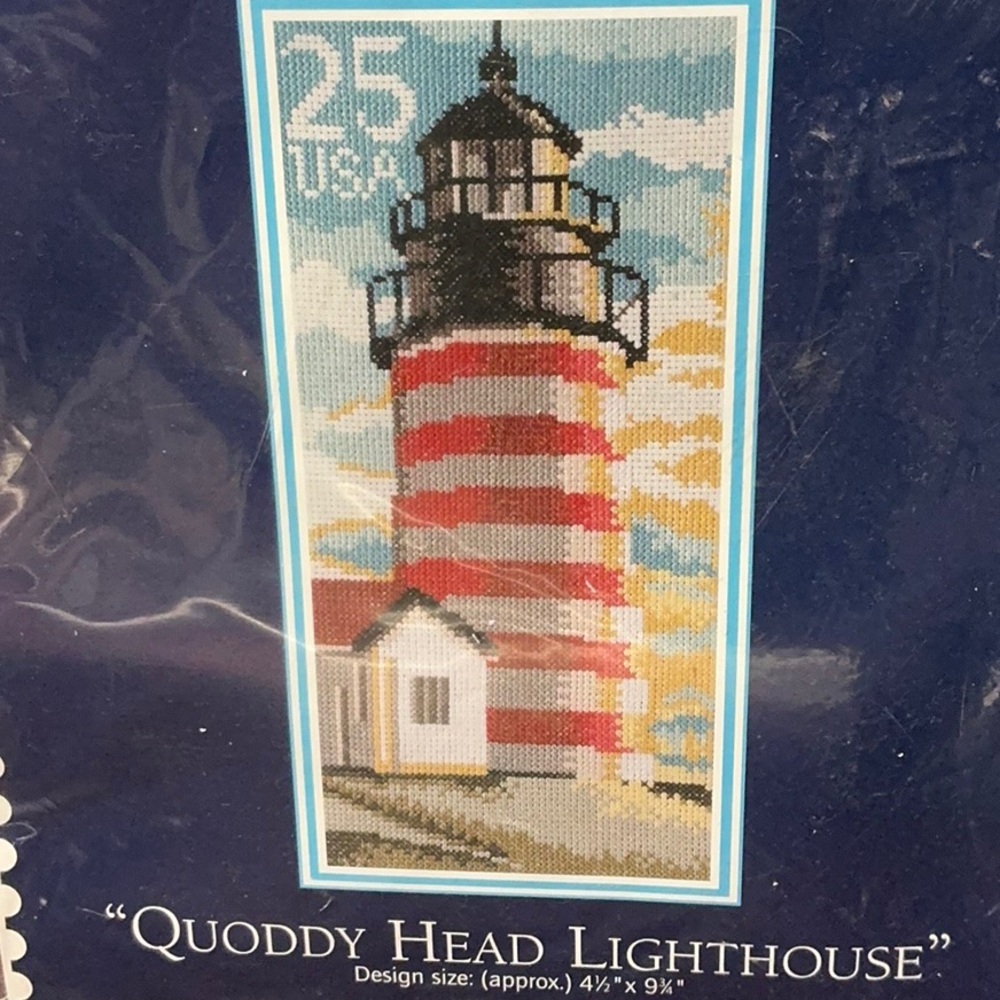 25
USA
“QUODDY HEAD LIGHTHOUSE”
Design size: (approx.) 4½"x 9¾"